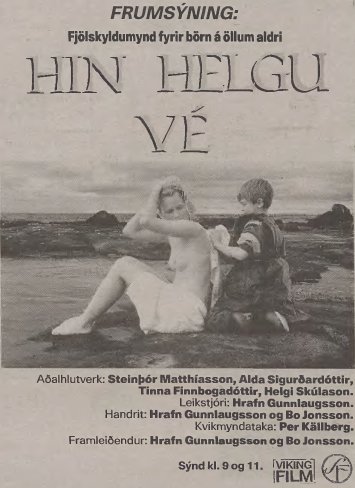 FRUMSÝNING:
Fjölskyldumynd fyrir börn á öllum aldri
HIN HELGU
VÉ
Aðalhlutverk: Steinþór Matthíasson, Alda Sigurðardóttir,
Tinna Finnbogadóttir, Helgi Skúlason.
Leikstjóri: Hrafn Gunnlaugsson.
Handrit: Hrafn Gunnlaugsson og Bo Jonsson.
Kvikmyndataka: Per Källberg.
Framleiðendur: Hrafn Gunnlaugsson og Bo Jonsson.
Sýnd kl. 9 og 11.
VIKING
FILM
SF